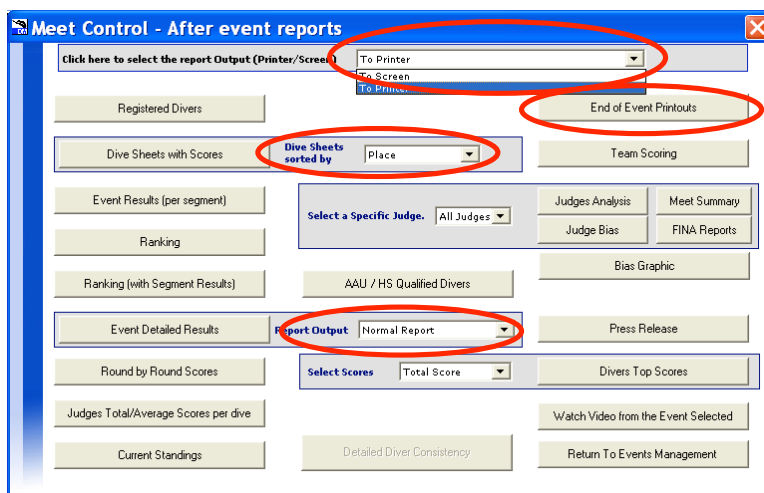 Meet Control - After event reports
Click here to select the report Output (Printer/Screen)
To Printer
To Screen
To Printer
Registered Divers
End of Event Printouts
Dive Sheets with Scores
Dive Sheets
sorted by
Place
Team Scoring
Event Results (per segment)
Select a Specific Judge.
All Judges
Judges Analysis
Meet Summary
Ranking
Judge Bias
FINA Reports
Ranking (with Segment Results)
AAU / HS Qualified Divers
Bias Graphic
Event Detailed Results
Report Output
Normal Report
Press Release
Round by Round Scores
Select Scores
Total Score
Divers Top Scores
Judges Total/Average Scores per dive
Watch Video from the Event Selected
Current Standings
Detailed Diver Consistency
Return To Events Management